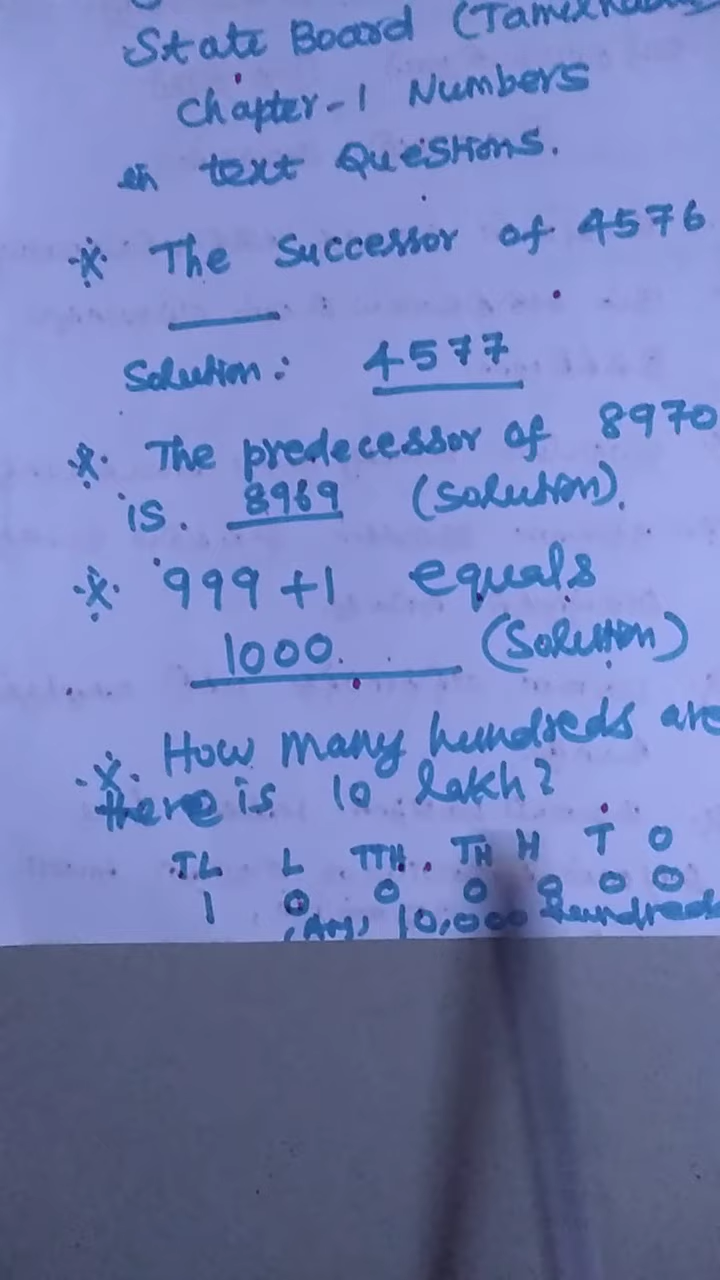 State Board (Tamilnadu
Chapter-1 Numbers
in text Questions.
* The Successor of 4576
Solution: 4577
* The predecessor of 8970
is. 8969 (Solution).
* 999 +1 equals
1000. (Solution)
* How many hundreds are
there is 10 lakh?
TL L TTH. TH H T O
1 0 0 0 0 0 0
(Ans) 10,000 hundreds